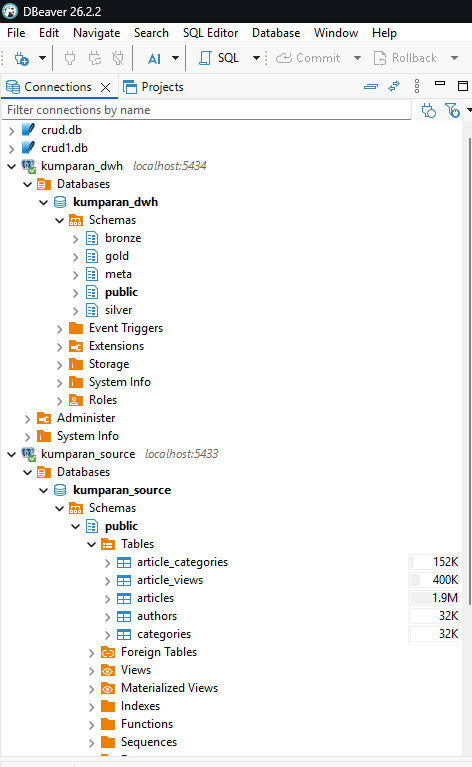 DBeaver 26.2.2
File Edit Navigate Search SQL Editor Database Window Help
AI SQL Commit Rollback
Connections Projects
Filter connections by name
crud.db
crud1.db
kumparan_dwh localhost:5434
Databases
kumparan_dwh
Schemas
bronze
gold
meta
public
silver
Event Triggers
Extensions
Storage
System Info
Roles
Administer
System Info
kumparan_source localhost:5433
Databases
kumparan_source
Schemas
public
Tables
article_categories 152K
article_views 400K
articles 1.9M
authors 32K
categories 32K
Foreign Tables
Views
Materialized Views
Indexes
Functions
Sequences